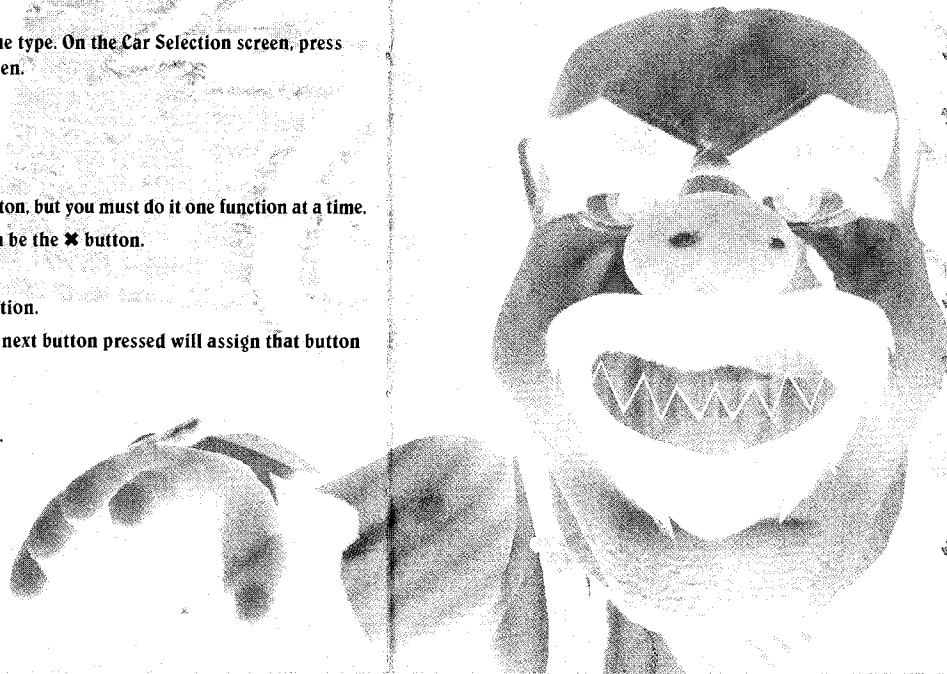 ue type. On the Car Selection screen, press
en.
ton, but you must do it one function at a time.
be the ✖ button.
tion.
next button pressed will assign that button
.